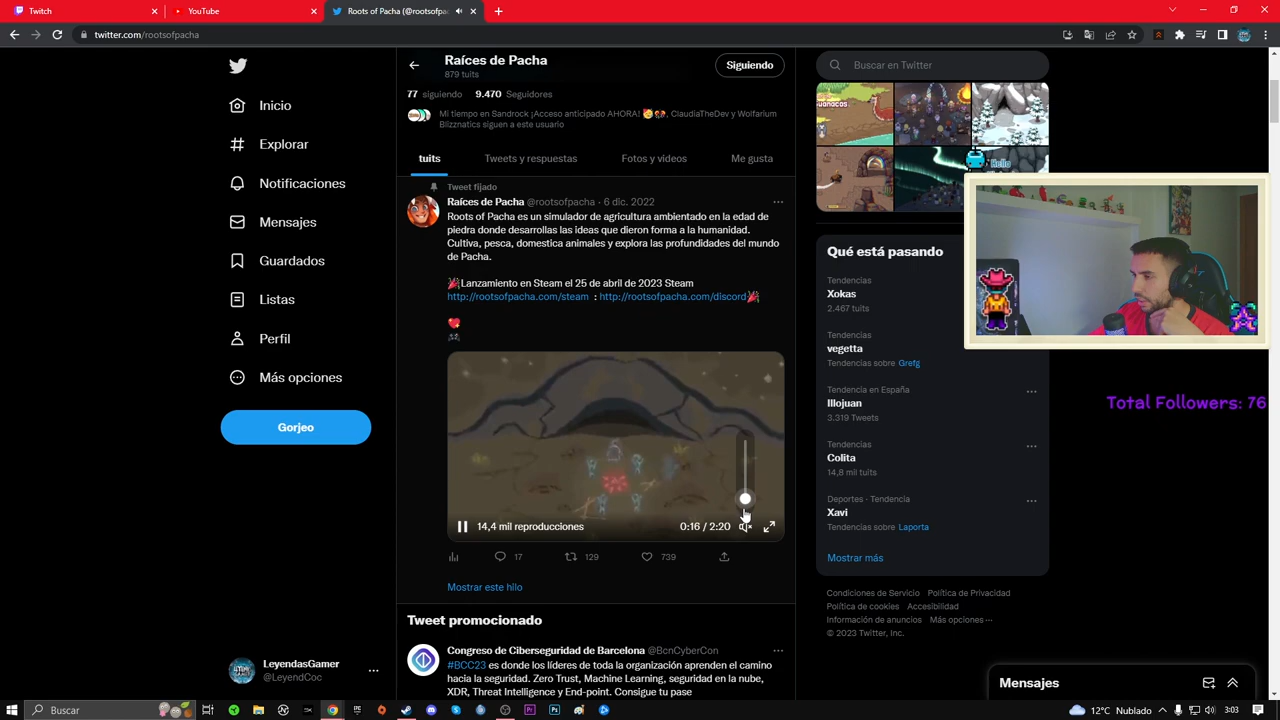 Twitch
YouTube
Roots of Pacha (@rootsofpac
twitter.com/rootsofpacha
Raíces de Pacha
879 tuits
Siguiendo
77 siguiendo 9.470 Seguidores
Mi tiempo en Sandrock ¡Acceso anticipado AHORA! , ClaudiaTheDev y Wolfarium
Blizznatics siguen a este usuario
tuits Tweets y respuestas Fotos y videos Me gusta
Inicio
Explorar
Notificaciones
Mensajes
Guardados
Listas
Perfil
Más opciones
Gorjeo
LeyendasGamer
@LeyendCoc
Tweet fijado
Raíces de Pacha @rootsofpacha · 6 dic. 2022
Roots of Pacha es un simulador de agricultura ambientado en la edad de
piedra donde desarrollas las ideas que dieron forma a la humanidad.
Cultiva, pesca, domestica animales y explora las profundidades del mundo
de Pacha.
🎉Lanzamiento en Steam el 25 de abril de 2023 Steam
http://rootsofpacha.com/steam : http://rootsofpacha.com/discord🎉
14,4 mil reproducciones
0:16 / 2:20
17 129 739
Mostrar este hilo
Tweet promocionado
Congreso de Ciberseguridad de Barcelona @BcnCyberCon
#BCC23 es donde los líderes de toda la organización aprenden el camino
hacia la seguridad. Zero Trust, Machine Learning, seguridad en la nube,
XDR, Threat Intelligence y End-point. Consigue tu pase
Buscar en Twitter
Guanacos
Hello
Qué está pasando
Tendencias
Xokas
2.467 tuits
Tendencias
vegetta
Tendencias sobre Grefg
Tendencia en España
Illojuan
3.319 Tweets
Tendencias
Colita
14,8 mil tuits
Deportes · Tendencia
Xavi
Tendencias sobre Laporta
Mostrar más
Condiciones de Servicio Política de Privacidad
Política de cookies Accesibilidad
Información de anuncios Más opciones ···
© 2023 Twitter, Inc.
Total Followers: 76
Mensajes
Buscar
12°C Nublado
3:03